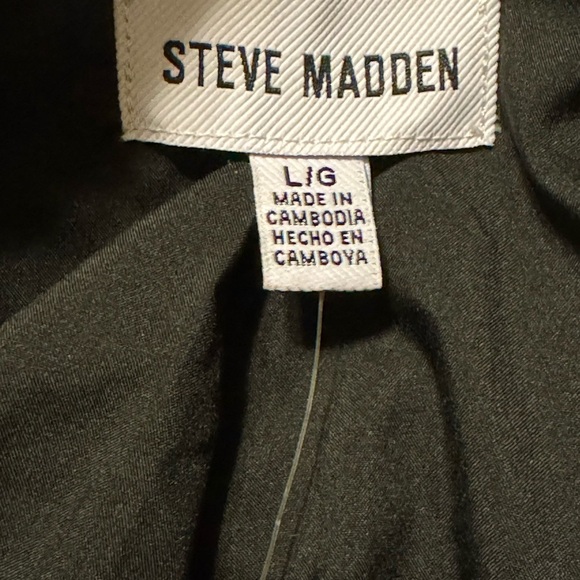 STEVE MADDEN
L/G
MADE IN
CAMBODIA
HECHO EN
CAMBOYA